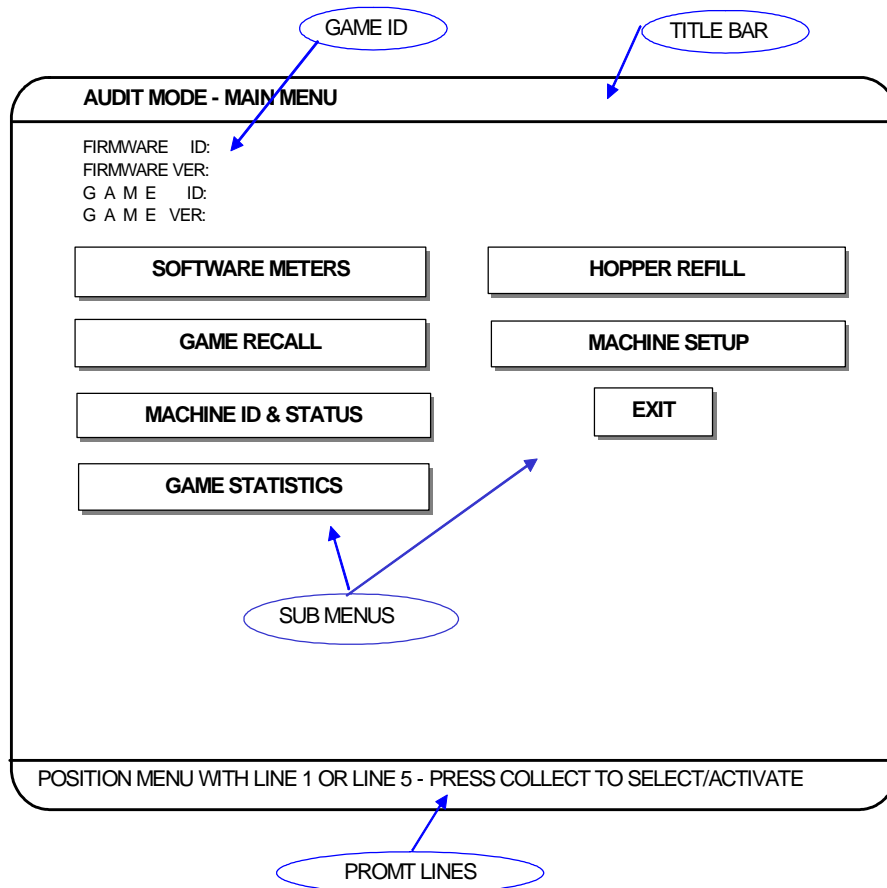 GAME ID
TITLE BAR
AUDIT MODE - MAIN MENU
FIRMWARE ID:
FIRMWARE VER:
G A M E ID:
G A M E VER:
SOFTWARE METERS
HOPPER REFILL
GAME RECALL
MACHINE SETUP
MACHINE ID & STATUS
EXIT
GAME STATISTICS
SUB MENUS
POSITION MENU WITH LINE 1 OR LINE 5 - PRESS COLLECT TO SELECT/ACTIVATE
PROMT LINES